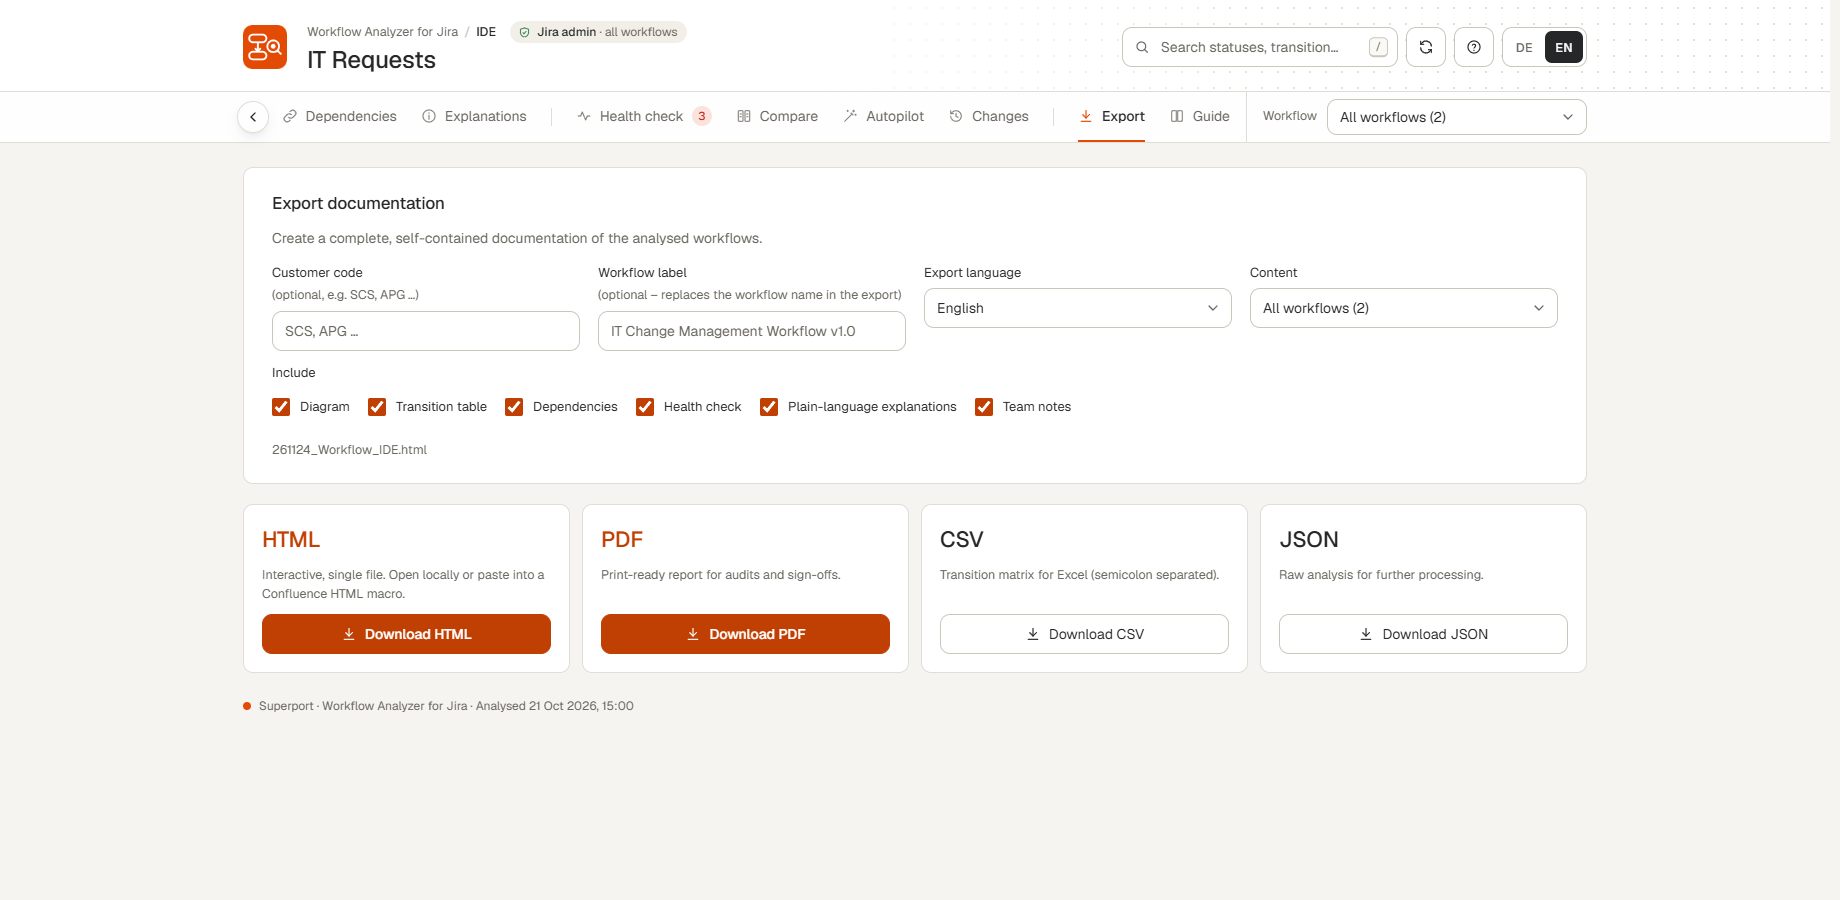 Workflow Analyzer for Jira / IDE
Jira admin · all workflows
IT Requests
Search statuses, transition... /
DE EN
Dependencies Explanations Health check 3 Compare Autopilot Changes Export Guide Workflow All workflows (2)
Export documentation
Create a complete, self-contained documentation of the analysed workflows.
Customer code
(optional, e.g. SCS, APG ...)
SCS, APG ...
Workflow label
(optional – replaces the workflow name in the export)
IT Change Management Workflow v1.0
Export language
English
Content
All workflows (2)
Include
Diagram Transition table Dependencies Health check Plain-language explanations Team notes
261124_Workflow_IDE.html
HTML
Interactive, single file. Open locally or paste into a
Confluence HTML macro.
Download HTML
PDF
Print-ready report for audits and sign-offs.
Download PDF
CSV
Transition matrix for Excel (semicolon separated).
Download CSV
JSON
Raw analysis for further processing.
Download JSON
Superport · Workflow Analyzer for Jira · Analysed 21 Oct 2026, 15:00